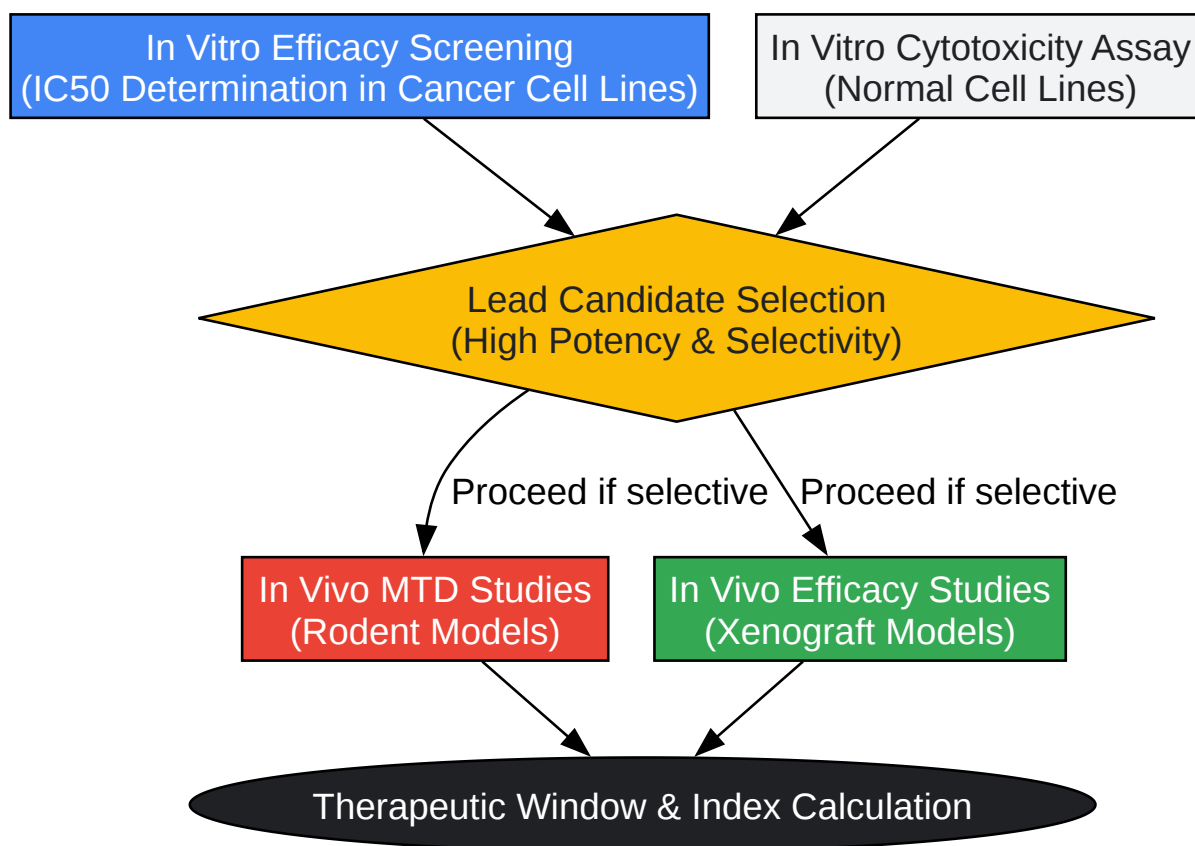 In Vitro Efficacy Screening
(IC50 Determination in Cancer Cell Lines)
In Vitro Cytotoxicity Assay
(Normal Cell Lines)
Lead Candidate Selection
(High Potency & Selectivity)
Proceed if selective
Proceed if selective
In Vivo MTD Studies
(Rodent Models)
In Vivo Efficacy Studies
(Xenograft Models)
Therapeutic Window & Index Calculation